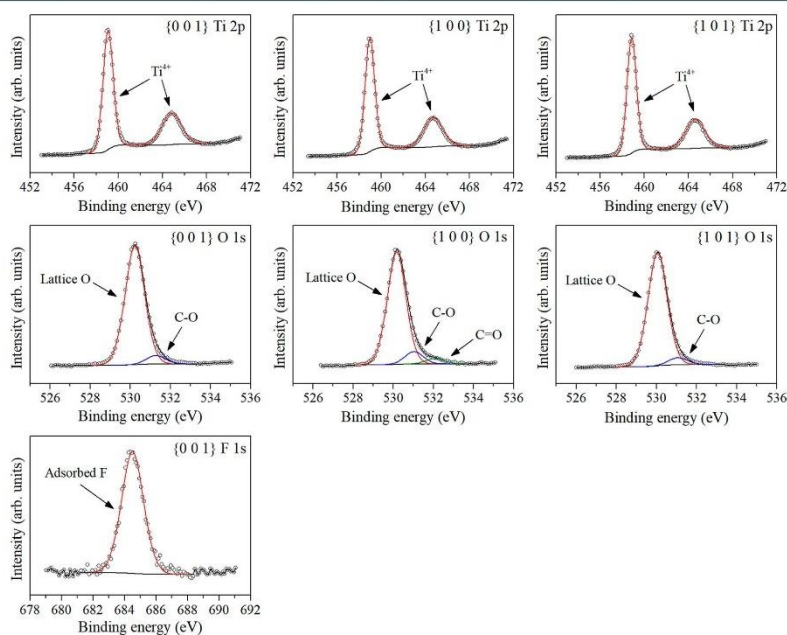 {0 0 1} Ti 2p
Ti4+
Intensity (arb. units)
452 456 460 464 468 472
Binding energy (eV)
{1 0 0} Ti 2p
Ti4+
Intensity (arb. units)
452 456 460 464 468 472
Binding energy (eV)
{1 0 1} Ti 2p
Ti4+
Intensity (arb. units)
452 456 460 464 468 472
Binding energy (eV)
{0 0 1} O 1s
Lattice O
C-O
Intensity (arb. units)
526 528 530 532 534 536
Binding energy (eV)
{1 0 0} O 1s
Lattice O
C-O
C=O
Intensity (arb. units)
526 528 530 532 534 536
Binding energy (eV)
{1 0 1} O 1s
Lattice O
C-O
Intensity (arb. units)
526 528 530 532 534 536
Binding energy (eV)
{0 0 1} F 1s
Adsorbed F
Intensity (arb. units)
678 680 682 684 686 688 690 692
Binding energy (eV)